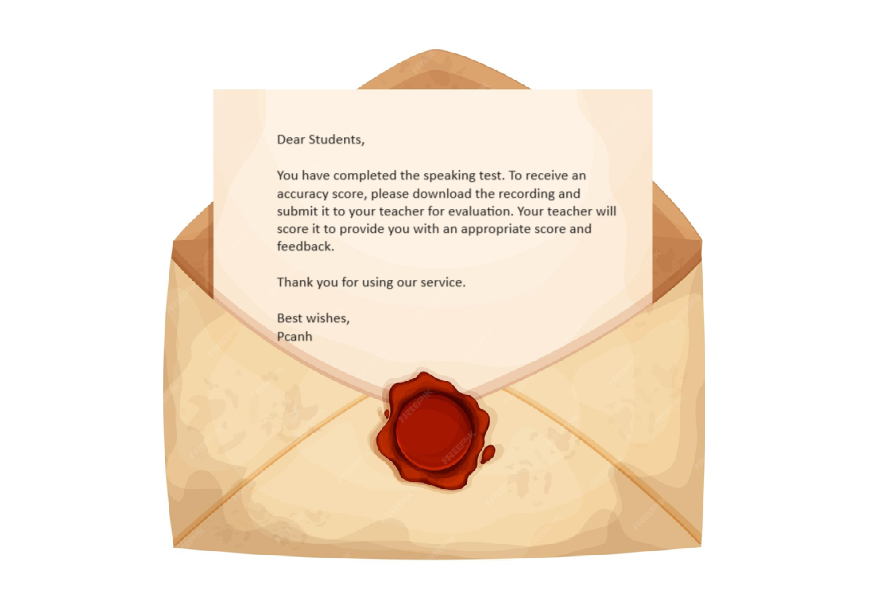 Dear Students,
You have completed the speaking test. To receive an
accuracy score, please download the recording and
submit it to your teacher for evaluation. Your teacher will
score it to provide you with an appropriate score and
feedback.
Thank you for using our service.
Best wishes,
Pcanh